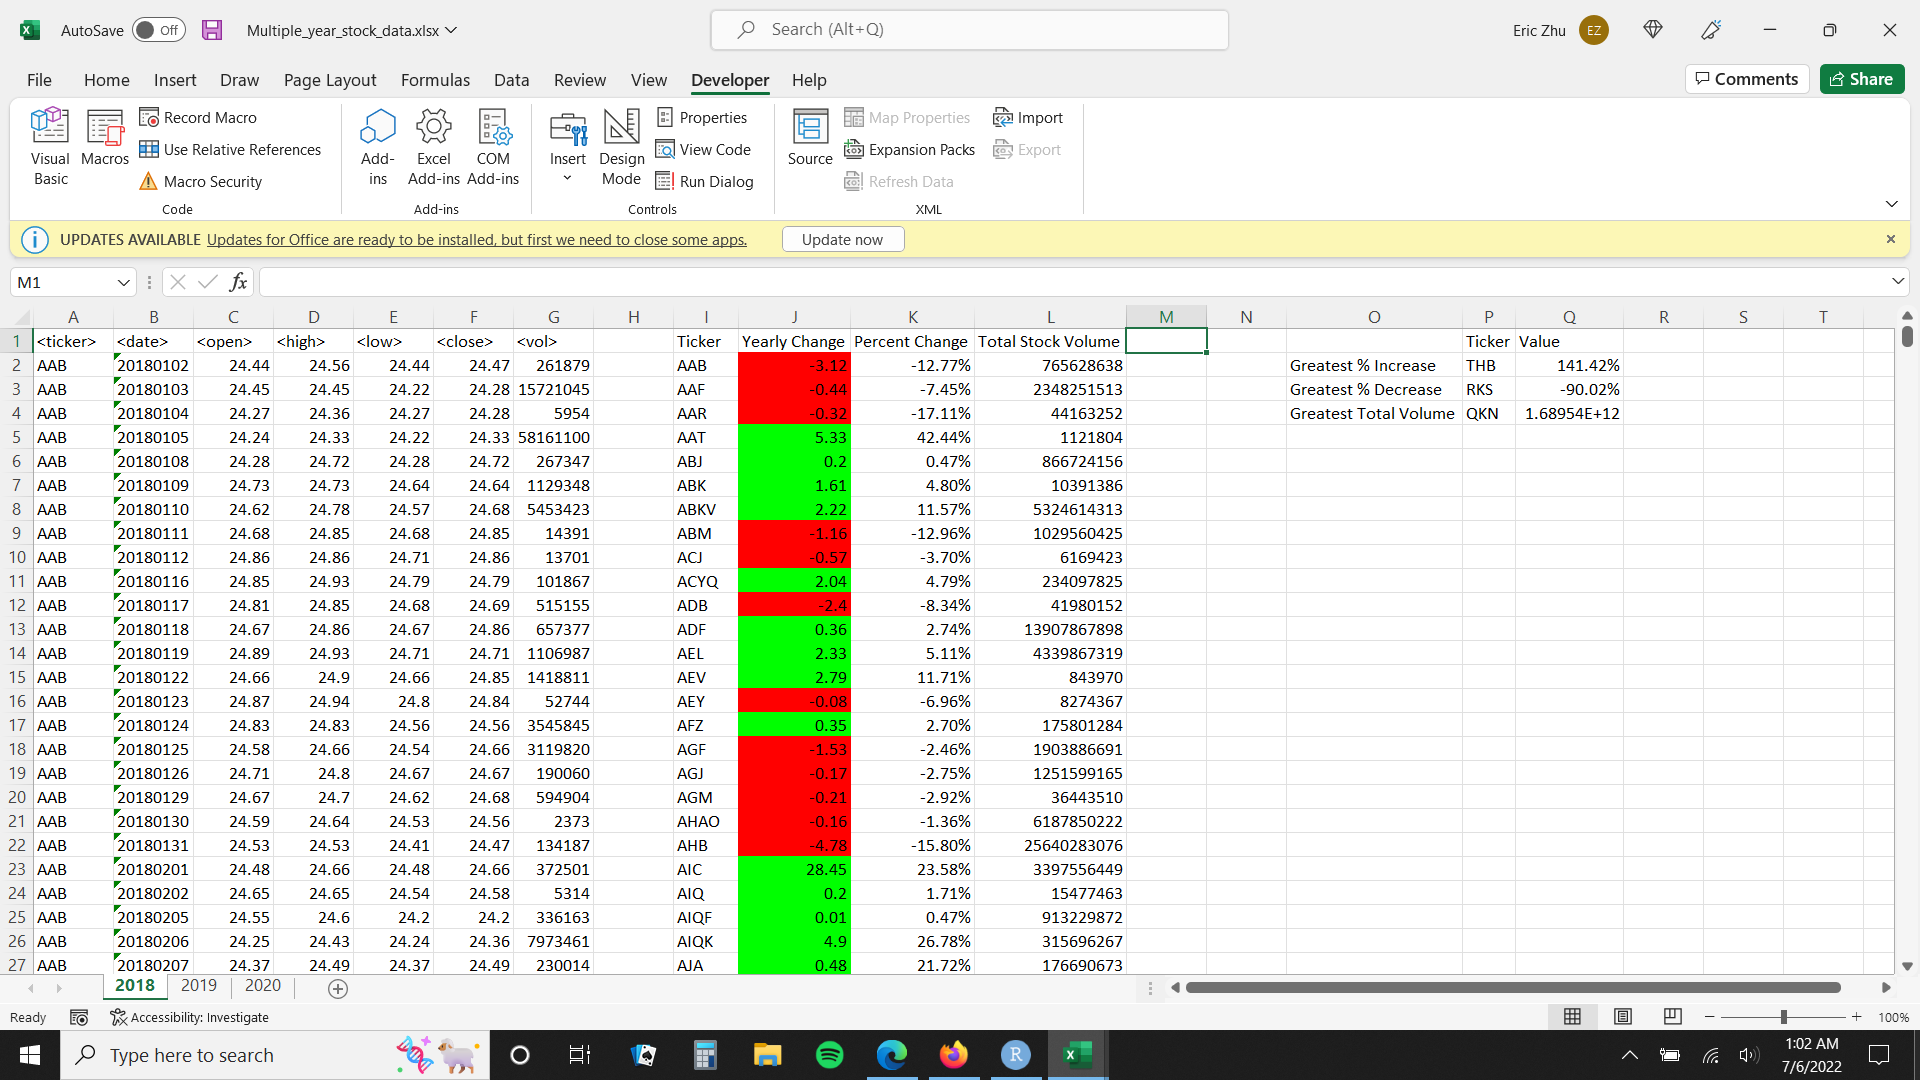 AutoSave Off Multiple_year_stock_data.xlsx Search (Alt+Q) Eric Zhu EZ
File Home Insert Draw Page Layout Formulas Data Review View Developer Help Comments Share
Visual Basic Macros Record Macro Use Relative References Macro Security
Add-ins Excel Add-ins COM Add-ins
Insert Design Mode Properties View Code Run Dialog
Source Map Properties Expansion Packs Refresh Data Import Export
Code Add-ins Controls XML
UPDATES AVAILABLE Updates for Office are ready to be installed, but first we need to close some apps. Update now
M1 fx
A B C D E F G H I J K L M N O P Q R S T
1 <ticker> <date> <open> <high> <low> <close> <vol> Ticker Yearly Change Percent Change Total Stock Volume Ticker Value
2 AAB 20180102 24.44 24.56 24.44 24.47 261879 AAB -3.12 -12.77% 765628638 Greatest % Increase THB 141.42%
3 AAB 20180103 24.45 24.45 24.22 24.28 15721045 AAF -0.44 -7.45% 2348251513 Greatest % Decrease RKS -90.02%
4 AAB 20180104 24.27 24.36 24.27 24.28 5954 AAR -0.32 -17.11% 44163252 Greatest Total Volume QKN 1.68954E+12
5 AAB 20180105 24.24 24.33 24.22 24.33 58161100 AAT 5.33 42.44% 1121804
6 AAB 20180108 24.28 24.72 24.28 24.72 267347 ABJ 0.2 0.47% 866724156
7 AAB 20180109 24.73 24.73 24.64 24.64 1129348 ABK 1.61 4.80% 10391386
8 AAB 20180110 24.62 24.78 24.57 24.68 5453423 ABKV 2.22 11.57% 5324614313
9 AAB 20180111 24.68 24.85 24.68 24.85 14391 ABM -1.16 -12.96% 1029560425
10 AAB 20180112 24.86 24.86 24.71 24.86 13701 ACJ -0.57 -3.70% 6169423
11 AAB 20180116 24.85 24.93 24.79 24.79 101867 ACYQ 2.04 4.79% 234097825
12 AAB 20180117 24.81 24.85 24.68 24.69 515155 ADB -2.4 -8.34% 41980152
13 AAB 20180118 24.67 24.86 24.67 24.86 657377 ADF 0.36 2.74% 13907867898
14 AAB 20180119 24.89 24.93 24.71 24.71 1106987 AEL 2.33 5.11% 4339867319
15 AAB 20180122 24.66 24.9 24.66 24.85 1418811 AEV 2.79 11.71% 843970
16 AAB 20180123 24.87 24.94 24.8 24.84 52744 AEY -0.08 -6.96% 8274367
17 AAB 20180124 24.83 24.83 24.56 24.56 3545845 AFZ 0.35 2.70% 175801284
18 AAB 20180125 24.58 24.66 24.54 24.66 3119820 AGF -1.53 -2.46% 1903886691
19 AAB 20180126 24.71 24.8 24.67 24.67 190060 AGJ -0.17 -2.75% 1251599165
20 AAB 20180129 24.67 24.7 24.62 24.68 594904 AGM -0.21 -2.92% 36443510
21 AAB 20180130 24.59 24.64 24.53 24.56 2373 AHAO -0.16 -1.36% 6187850222
22 AAB 20180131 24.53 24.53 24.41 24.47 134187 AHB -4.78 -15.80% 25640283076
23 AAB 20180201 24.48 24.66 24.48 24.66 372501 AIC 28.45 23.58% 3397556449
24 AAB 20180202 24.65 24.65 24.54 24.58 5314 AIQ 0.2 1.71% 15477463
25 AAB 20180205 24.55 24.6 24.2 24.2 336163 AIQF 0.01 0.47% 913229872
26 AAB 20180206 24.25 24.43 24.24 24.36 7973461 AIQK 4.9 26.78% 315696267
27 AAB 20180207 24.37 24.49 24.37 24.49 230014 AJA 0.48 21.72% 176690673
2018 2019 2020
Ready Accessibility: Investigate 100%
Type here to search R 1:02 AM
7/6/2022